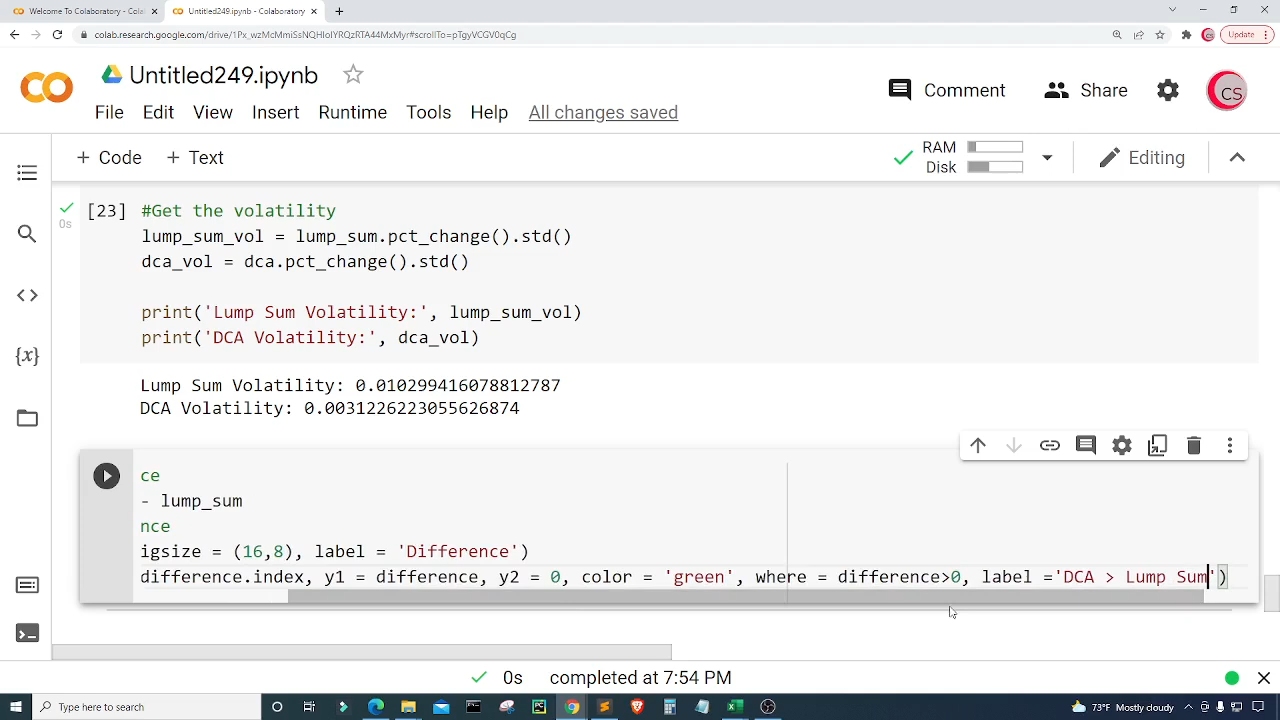 Welcome To Colaboratory - Colal
Untitled249.ipynb - Colaboratory
colab.research.google.com/drive/1Px_wzMcMmiSsNQHIoIYRQzRTA44MxMyr#scrollTo=pTgyVCGV0qCg
Update
Untitled249.ipynb
Comment
Share
CS
File Edit View Insert Runtime Tools Help All changes saved
+ Code + Text
RAM
Disk
Editing
[23] #Get the volatility
0s
lump_sum_vol = lump_sum.pct_change().std()
dca_vol = dca.pct_change().std()
print('Lump Sum Volatility:', lump_sum_vol)
print('DCA Volatility:', dca_vol)
{x}
Lump Sum Volatility: 0.010299416078812787
DCA Volatility: 0.0031226223055626874
ce
- lump_sum
nce
igsize = (16,8), label = 'Difference')
difference.index, y1 = difference, y2 = 0, color = 'green', where = difference>0, label ='DCA > Lump Sum')
0s completed at 7:54 PM
Type here to search
73°F Mostly cloudy